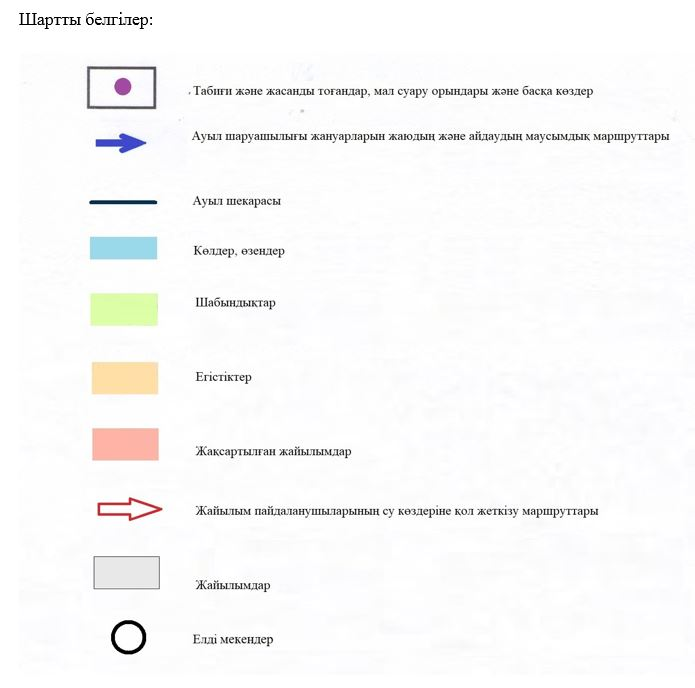 Шартты белгілер:
Табиғи және жасанды тоғандар, мал суару орындары және басқа көздер
Ауыл шаруашылығы жануарларын жаюдың және айдаудың маусымдық маршруттары
Ауыл шекарасы
Көлдер, өзендер
Шабындықтар
Егістіктер
Жақсартылған жайылымдар
Жайылым пайдаланушыларының су көздеріне қол жеткізу маршруттары
Жайылымдар
Елді мекендер